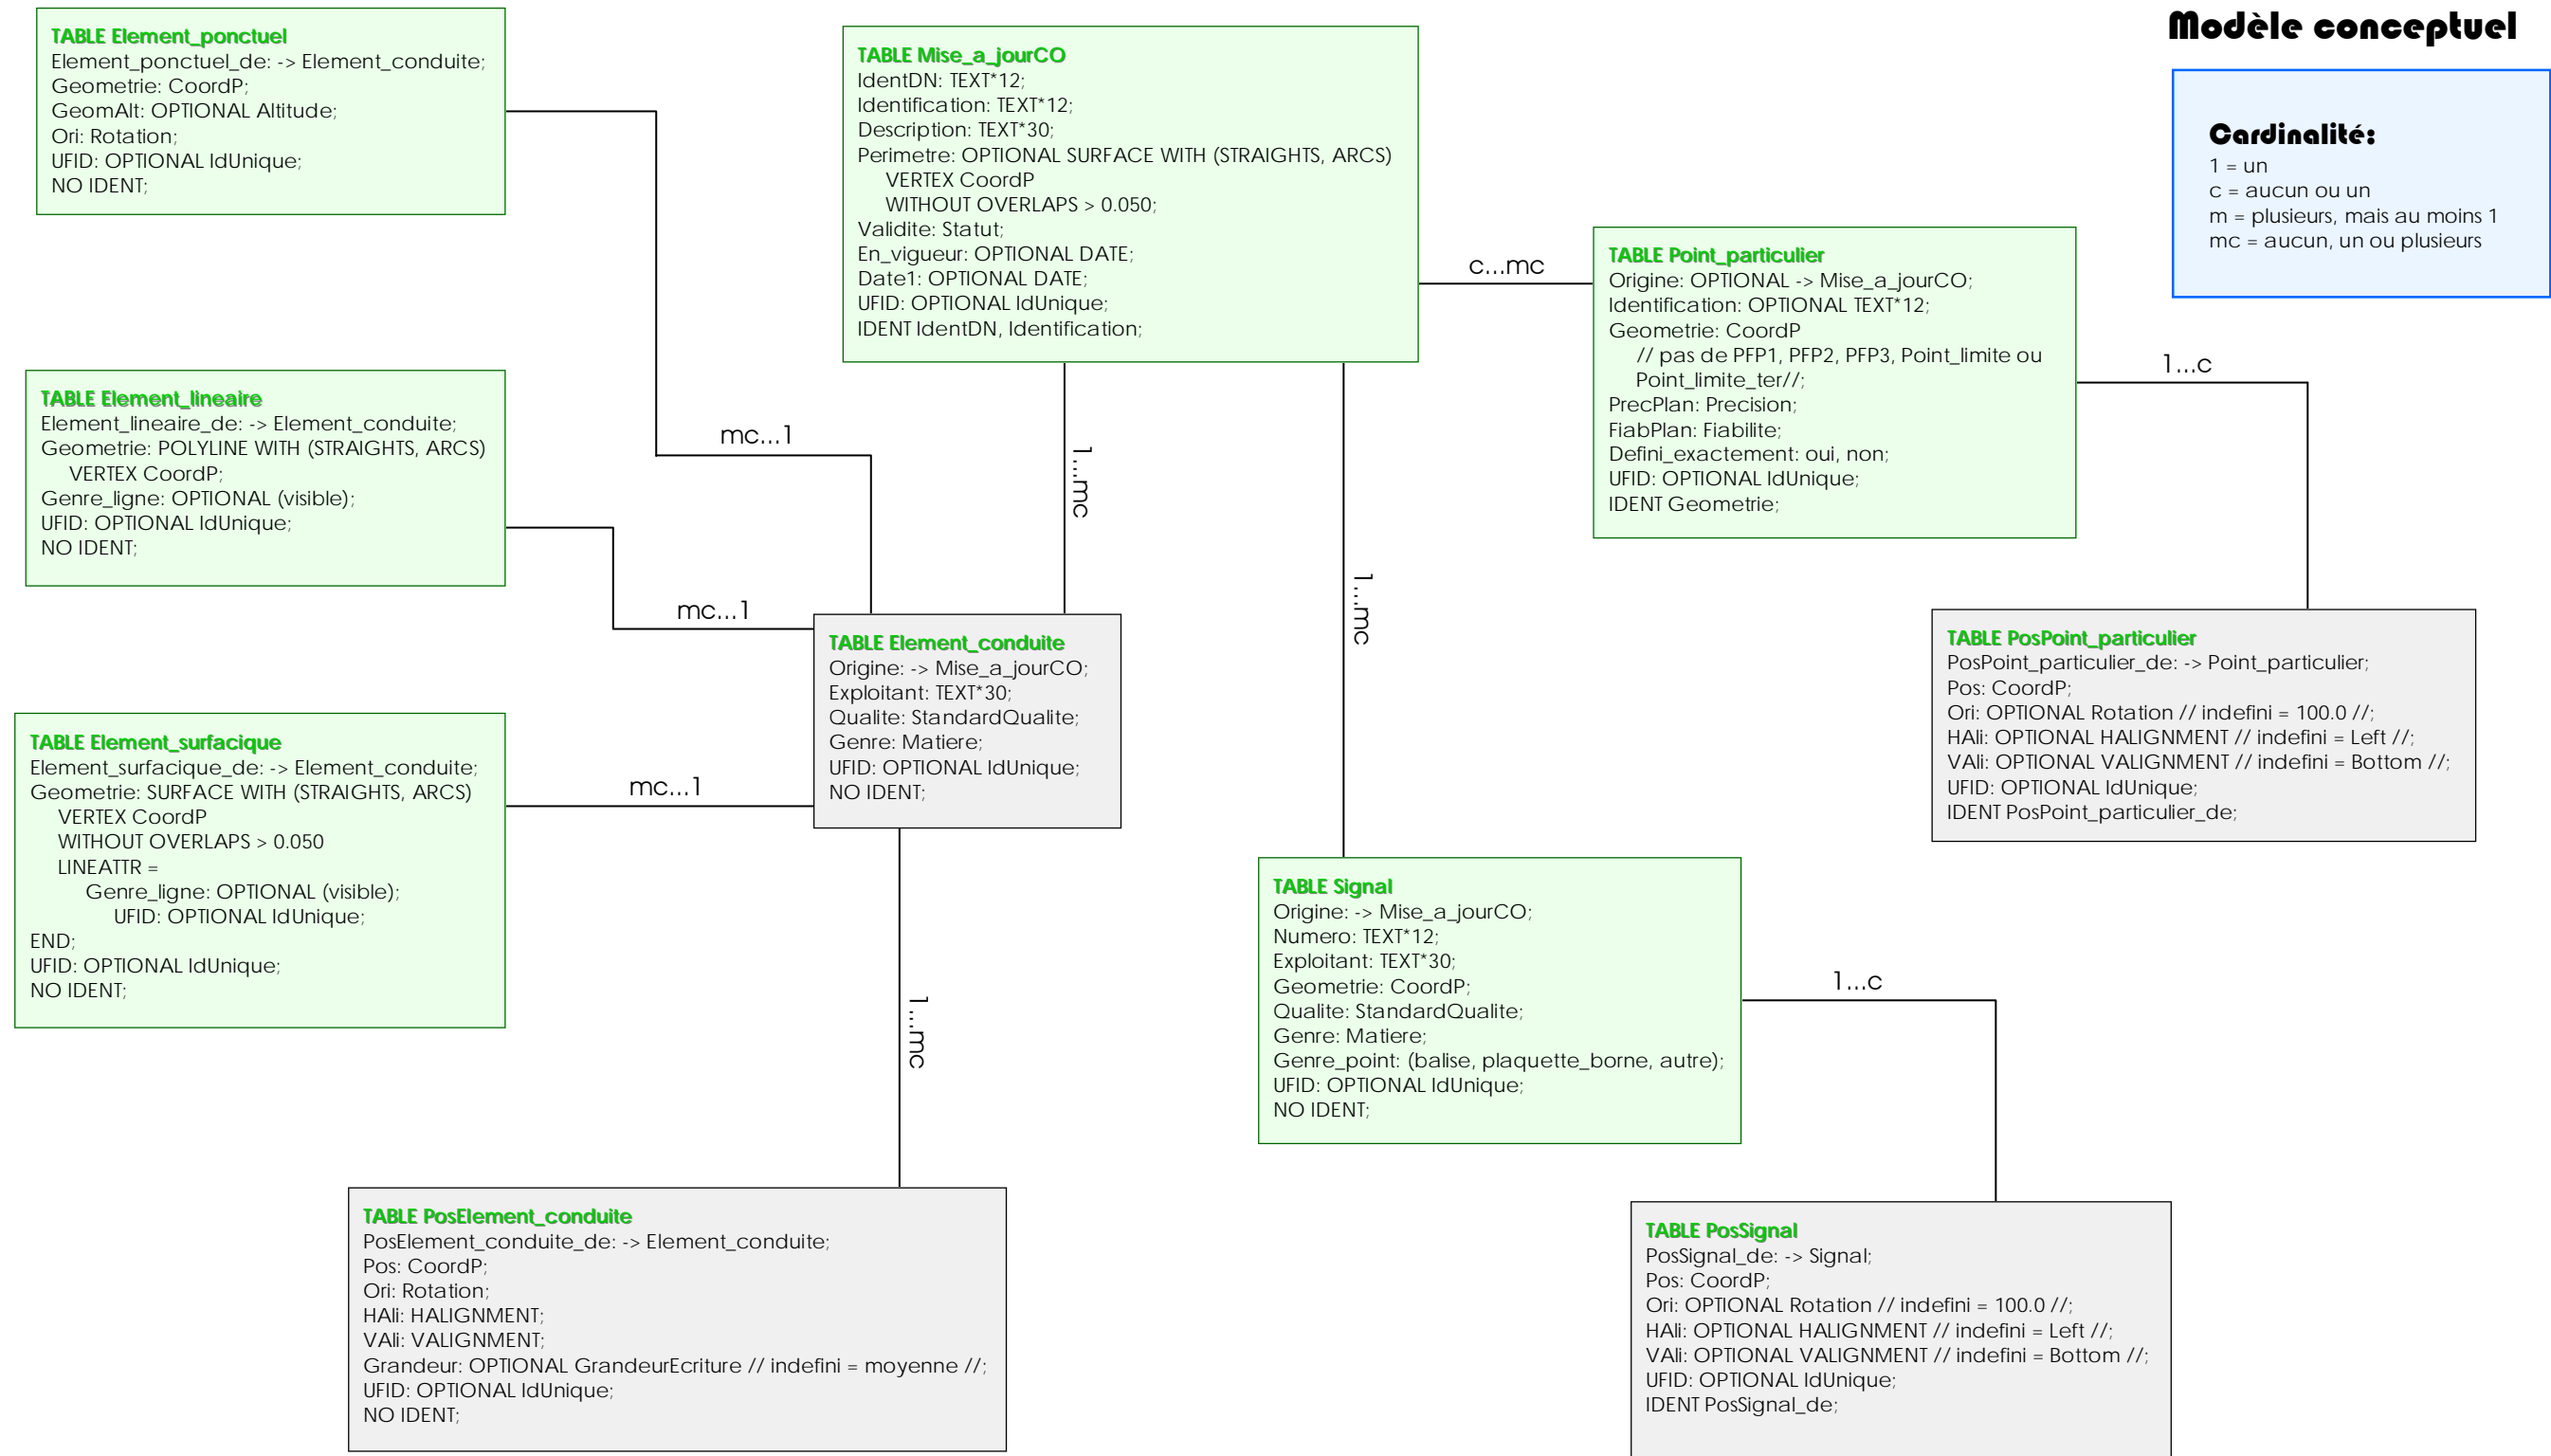 Modèle conceptuel
Cardinalité:
1 = un
c = aucun ou un
m = plusieurs, mais au moins 1
mc = aucun, un ou plusieurs
TABLE Element_ponctuel
Element_ponctuel_de: -> Element_conduite;
Geometrie: CoordP;
GeomAlt: OPTIONAL Altitude;
Ori: Rotation;
UFID: OPTIONAL IdUnique;
NO IDENT;
TABLE Mise_a_jourCO
IdentDN: TEXT*12;
Identification: TEXT*12;
Description: TEXT*30;
Perimetre: OPTIONAL SURFACE WITH (STRAIGHTS, ARCS)
VERTEX CoordP
WITHOUT OVERLAPS > 0.050;
Validite: Statut;
En_vigueur: OPTIONAL DATE;
Date1: OPTIONAL DATE;
UFID: OPTIONAL IdUnique;
IDENT IdentDN, Identification;
c...mc
TABLE Point_particulier
Origine: OPTIONAL -> Mise_a_jourCO;
Identification: OPTIONAL TEXT*12;
Geometrie: CoordP
// pas de PFP1, PFP2, PFP3, Point_limite ou
Point_limite_ter//;
PrecPlan: Precision;
FiabPlan: Fiabilite;
Defini_exactement: oui, non;
UFID: OPTIONAL IdUnique;
IDENT Geometrie;
1...c
TABLE Element_lineaire
Element_lineaire_de: -> Element_conduite;
Geometrie: POLYLINE WITH (STRAIGHTS, ARCS)
VERTEX CoordP;
Genre_ligne: OPTIONAL (visible);
UFID: OPTIONAL IdUnique;
NO IDENT;
mc...1
1...mc
1...mc
mc...1
TABLE Element_conduite
Origine: -> Mise_a_jourCO;
Exploitant: TEXT*30;
Qualite: StandardQualite;
Genre: Matiere;
UFID: OPTIONAL IdUnique;
NO IDENT;
TABLE PosPoint_particulier
PosPoint_particulier_de: -> Point_particulier;
Pos: CoordP;
Ori: OPTIONAL Rotation // indefini = 100.0 //;
HAli: OPTIONAL HALIGNMENT // indefini = Left //;
VAli: OPTIONAL VALIGNMENT // indefini = Bottom //;
UFID: OPTIONAL IdUnique;
IDENT PosPoint_particulier_de;
TABLE Element_surfacique
Element_surfacique_de: -> Element_conduite;
Geometrie: SURFACE WITH (STRAIGHTS, ARCS)
VERTEX CoordP
WITHOUT OVERLAPS > 0.050
LINEATTR =
Genre_ligne: OPTIONAL (visible);
UFID: OPTIONAL IdUnique;
END;
UFID: OPTIONAL IdUnique;
NO IDENT;
mc...1
1...mc
TABLE Signal
Origine: -> Mise_a_jourCO;
Numero: TEXT*12;
Exploitant: TEXT*30;
Geometrie: CoordP;
Qualite: StandardQualite;
Genre: Matiere;
Genre_point: (balise, plaquette_borne, autre);
UFID: OPTIONAL IdUnique;
NO IDENT;
1...c
TABLE PosElement_conduite
PosElement_conduite_de: -> Element_conduite;
Pos: CoordP;
Ori: Rotation;
HAli: HALIGNMENT;
VAli: VALIGNMENT;
Grandeur: OPTIONAL GrandeurEcriture // indefini = moyenne //;
UFID: OPTIONAL IdUnique;
NO IDENT;
TABLE PosSignal
PosSignal_de: -> Signal;
Pos: CoordP;
Ori: OPTIONAL Rotation // indefini = 100.0 //;
HAli: OPTIONAL HALIGNMENT // indefini = Left //;
VAli: OPTIONAL VALIGNMENT // indefini = Bottom //;
UFID: OPTIONAL IdUnique;
IDENT PosSignal_de;